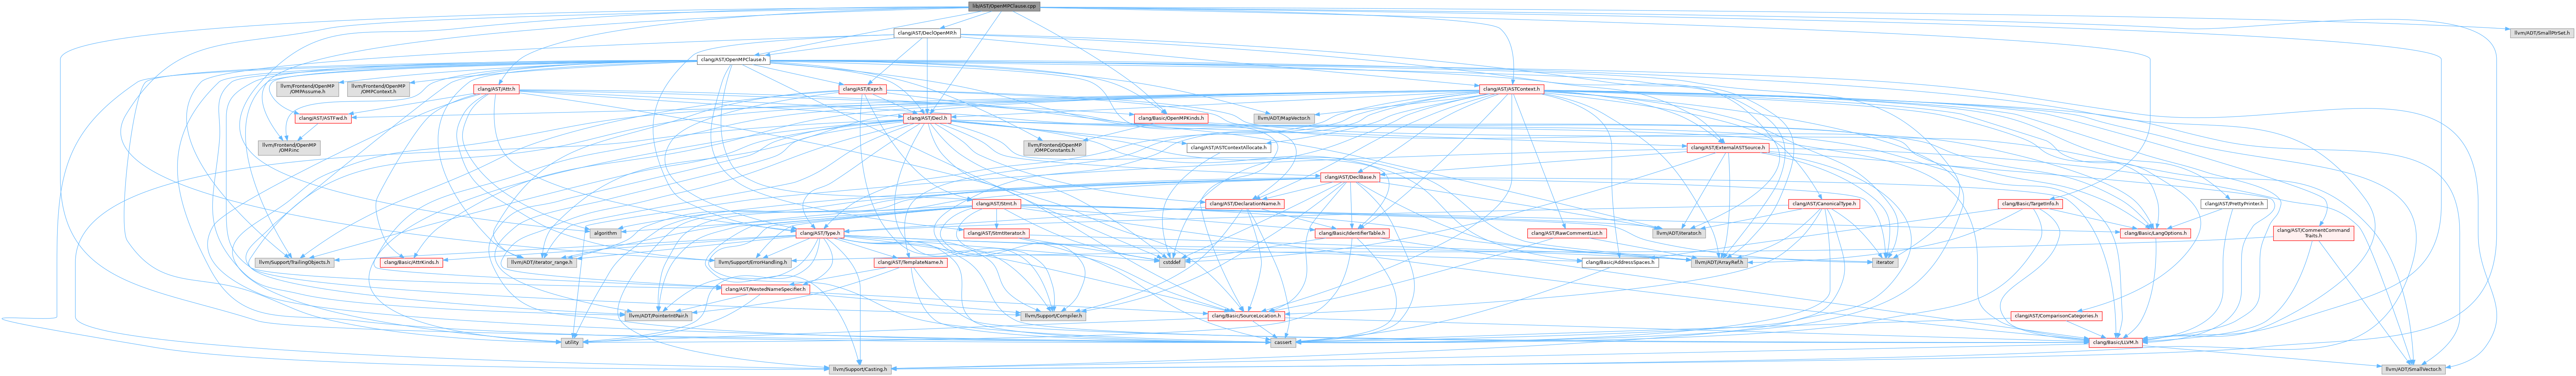 lib/AST/OpenMPClause.cpp
clang/AST/DeclOpenMP.h
llvm/ADT/SmallPtrSet.h
clang/AST/OpenMPClause.h
llvm/Frontend/OpenMP
/OMPAssume.h
llvm/Frontend/OpenMP
/OMPContext.h
clang/AST/Attr.h
clang/AST/Expr.h
clang/AST/ASTContext.h
clang/AST/ASTFwd.h
clang/AST/Decl.h
clang/Basic/OpenMPKinds.h
llvm/ADT/MapVector.h
llvm/Frontend/OpenMP
/OMP.inc
llvm/Frontend/OpenMP
/OMPConstants.h
clang/AST/ASTContextAllocate.h
clang/AST/ExternalASTSource.h
clang/AST/DeclBase.h
clang/AST/Stmt.h
clang/AST/DeclarationName.h
clang/AST/CanonicalType.h
clang/Basic/TargetInfo.h
clang/AST/PrettyPrinter.h
algorithm
clang/AST/Type.h
clang/AST/StmtIterator.h
clang/Basic/IdentifierTable.h
clang/AST/RawCommentList.h
llvm/ADT/iterator.h
clang/Basic/LangOptions.h
clang/AST/CommentCommand
Traits.h
llvm/Support/TrailingObjects.h
clang/Basic/AttrKinds.h
llvm/ADT/iterator_range.h
llvm/Support/ErrorHandling.h
clang/AST/TemplateName.h
cstddef
clang/Basic/AddressSpaces.h
llvm/ADT/ArrayRef.h
iterator
clang/AST/NestedNameSpecifier.h
llvm/ADT/PointerIntPair.h
llvm/Support/Compiler.h
clang/Basic/SourceLocation.h
clang/AST/ComparisonCategories.h
utility
cassert
clang/Basic/LLVM.h
llvm/Support/Casting.h
llvm/ADT/SmallVector.h